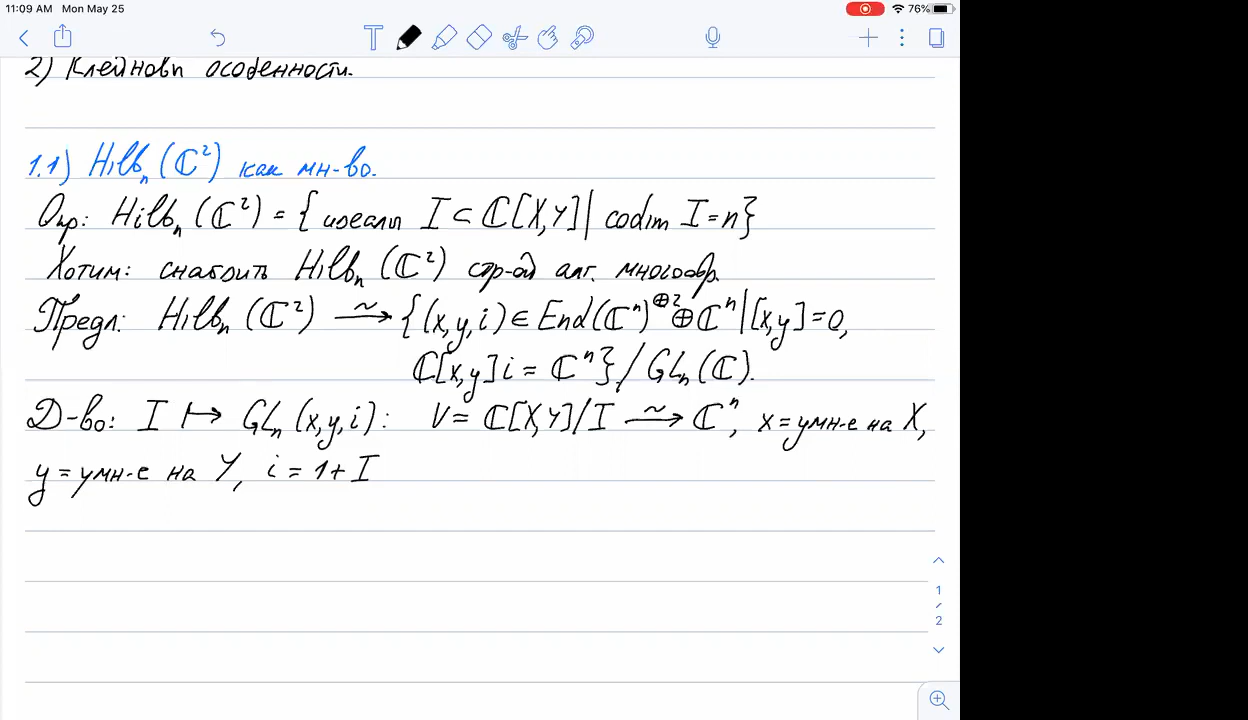 11:09 AM Mon May 25
76%
2) Клейновы особенности.
1.1) Hilbₙ(ℂ²) как мн-во.
Опр: Hilbₙ(ℂ²) = {идеалы I ⊂ ℂ[X,Y] | codim I = n}
Хотим: снабдить Hilbₙ(ℂ²) стр-ой алг. многообр.
Предл: Hilbₙ(ℂ²) ⥲ {(x,y,i) ∈ End(ℂⁿ)^{⊕2} ⊕ ℂⁿ | [x,y]=0,
ℂ[x,y]i = ℂⁿ} / GLₙ(ℂ).
Д-во: I ↦ GLₙ(x,y,i): V = ℂ[X,Y]/I ⥲ ℂⁿ, x = умн-е на X,
y = умн-е на Y, i = 1+I
1
2